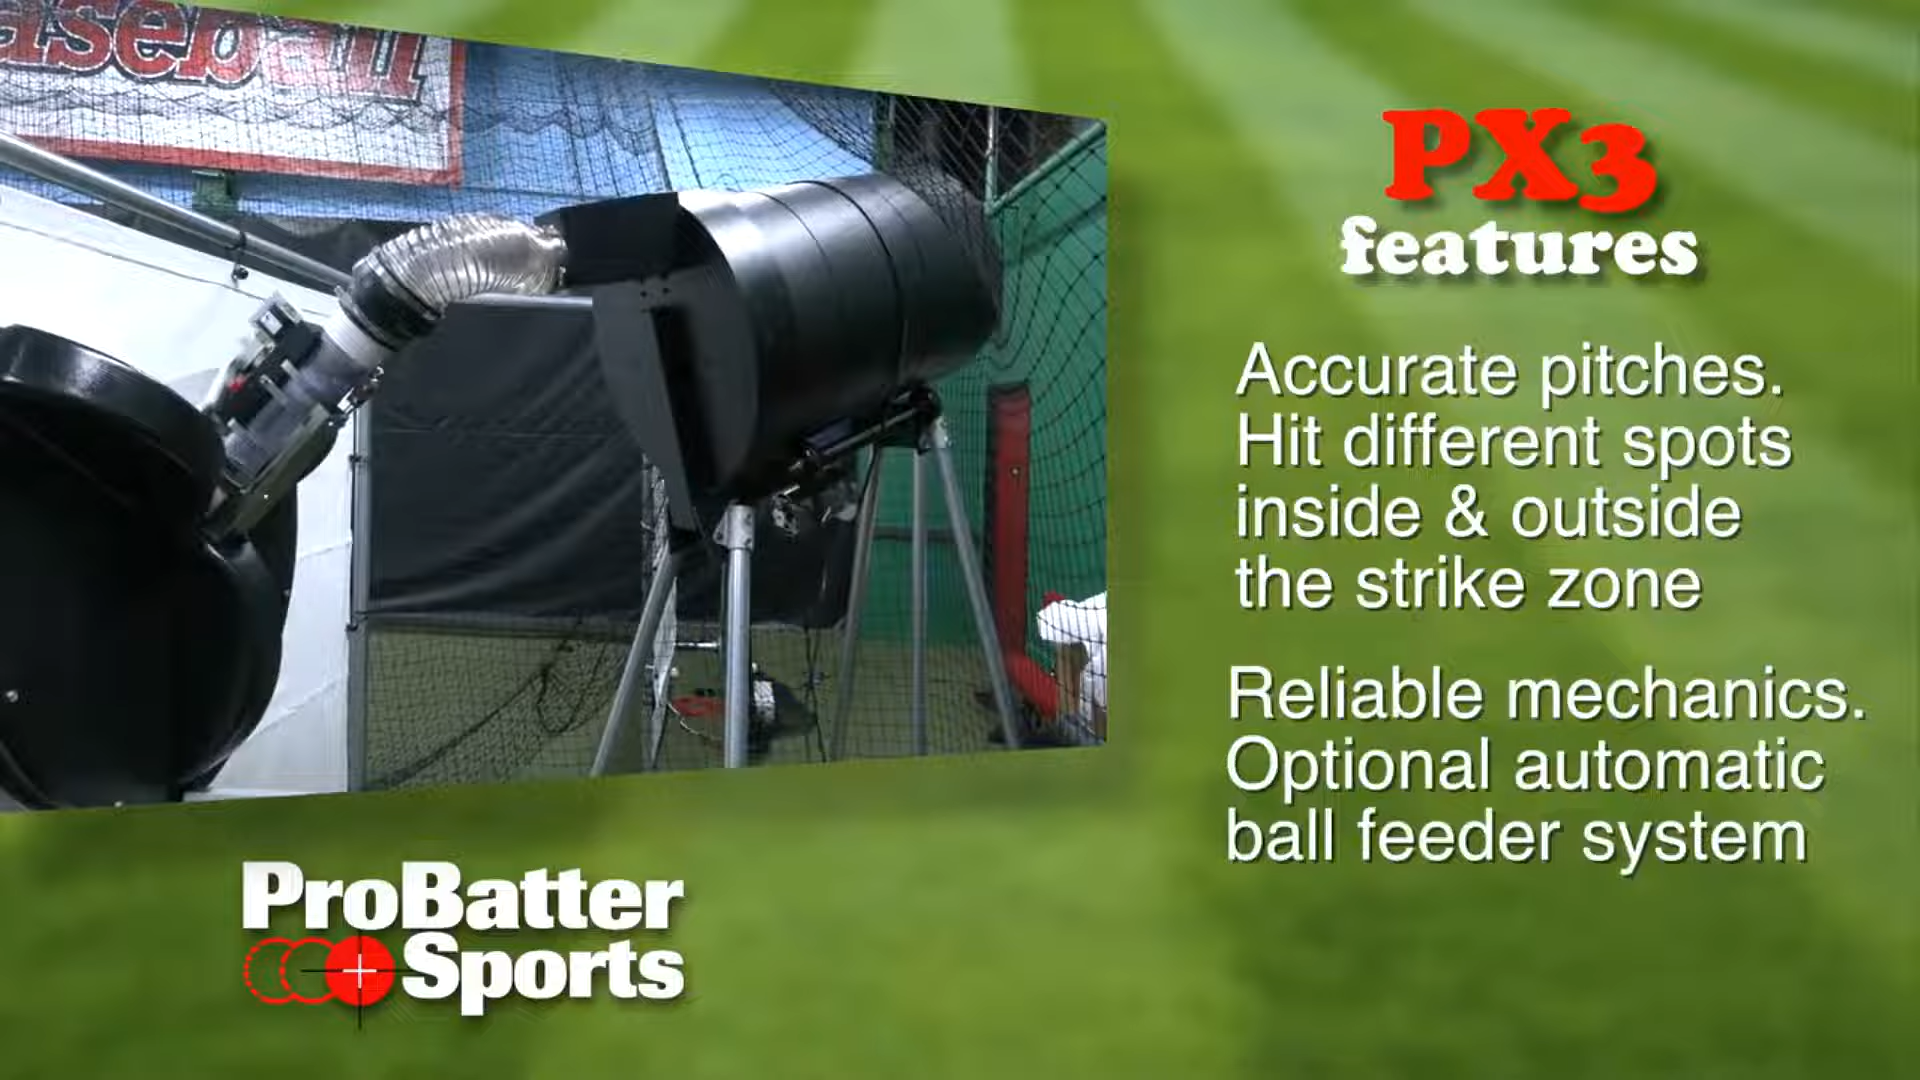 aseball
PX3
features
Accurate pitches.
Hit different spots
inside & outside
the strike zone
Reliable mechanics.
Optional automatic
ball feeder system
ProBatter
Sports